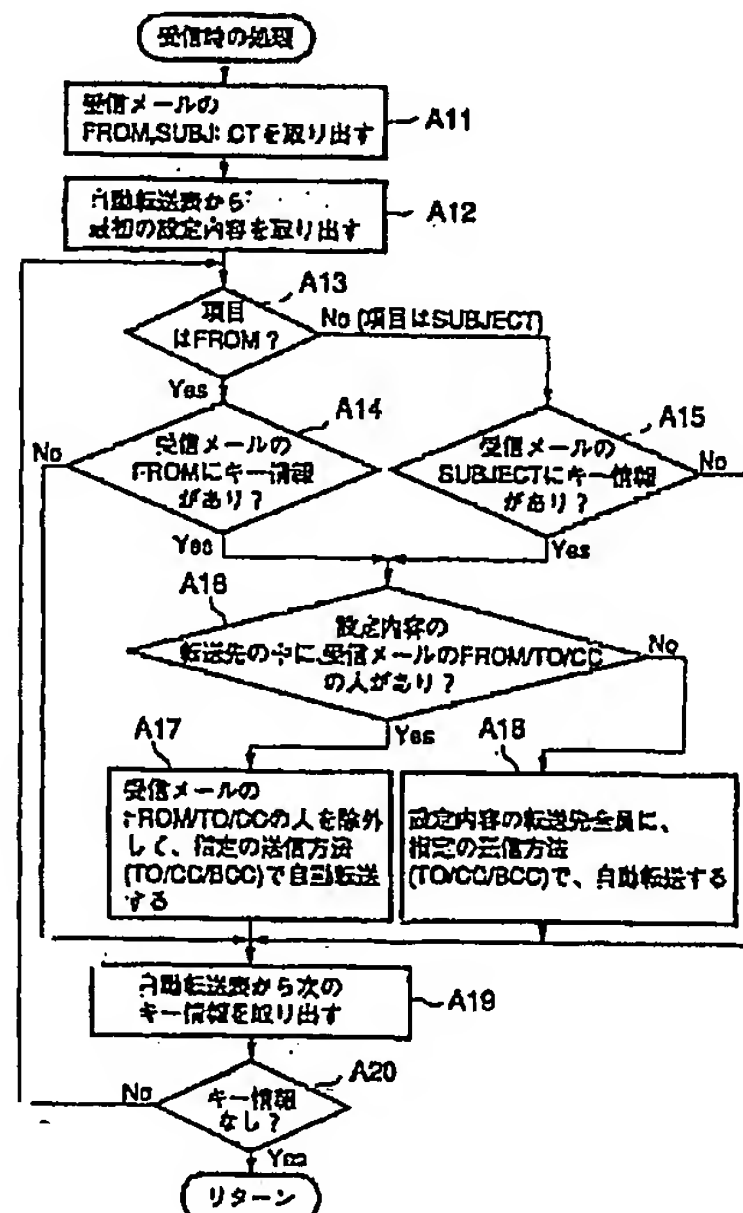 受信時の処理
受信メールの
FROM,SUBJ: CTを取り出す
A11
自動転送表から
最初の設定内容を取り出す
A12
A13
項目
はFROM？
No (項目はSUBJECT)
Yes
A14
A15
No
受信メールの
FROMにキー情報
があり？
受信メールの
SUBJECTにキー情報
があり？
No
Yes
Yes
A16
設定内容の
転送先の中に、受信メールのFROM/TO/CC
の人があり？
No
Yes
A17
A18
受信メールの
FROM/TO/CCの人を除外
して、指定の送信方法
(TO/CC/BCC)で自動転送
する
設定内容の転送先全員に、
指定の送信方法
(TO/CC/BCC)で、自動転送する
自動転送表から次の
キー情報を取り出す
A19
A20
No
キー情報
なし？
Yes
リターン